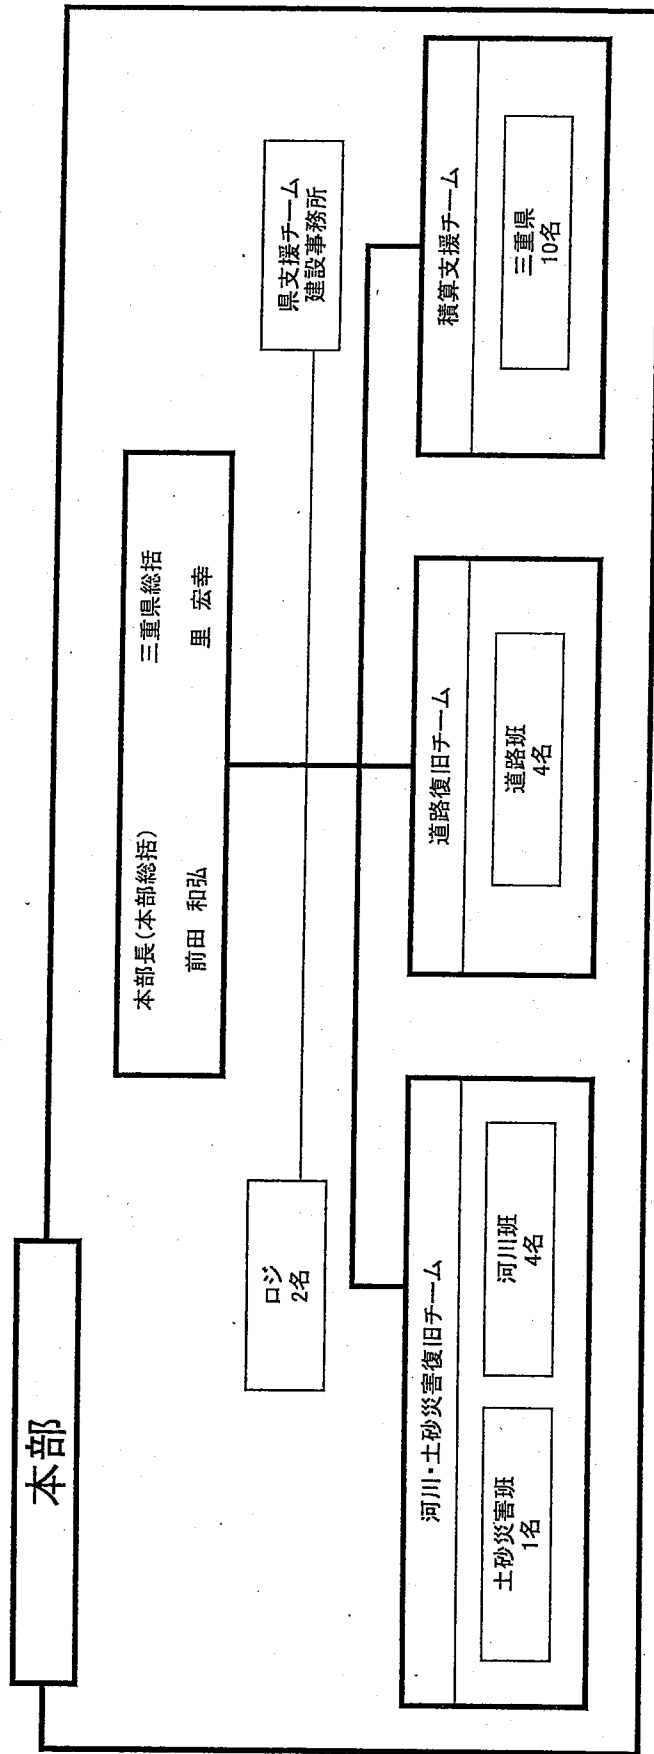 本部
本部長(本部総括)
前田 和弘
三重県総括
里 宏幸
ロジ
2名
県支援チーム
建設事務所
河川・土砂災害復旧チーム
土砂災害班
1名
河川班
4名
道路復旧チーム
道路班
4名
積算支援チーム
三重県
10名